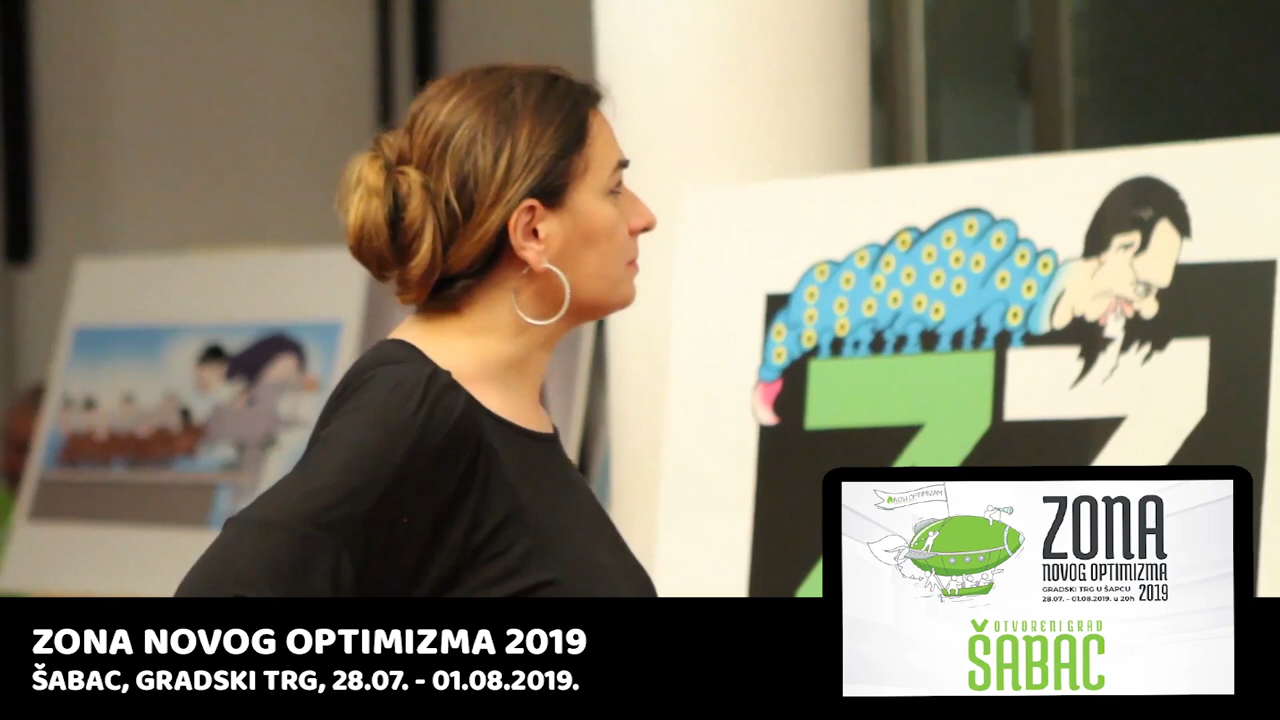 NOVI OPTIMIZAM
ZONA
NOVOG OPTIMIZMA
GRADSKI TRG U ŠAPCU
28.07. - 01.08.2019. u 20h
2019
OTVORENI GRAD
ŠABAC
ZONA NOVOG OPTIMIZMA 2019
ŠABAC, GRADSKI TRG, 28.07. - 01.08.2019.